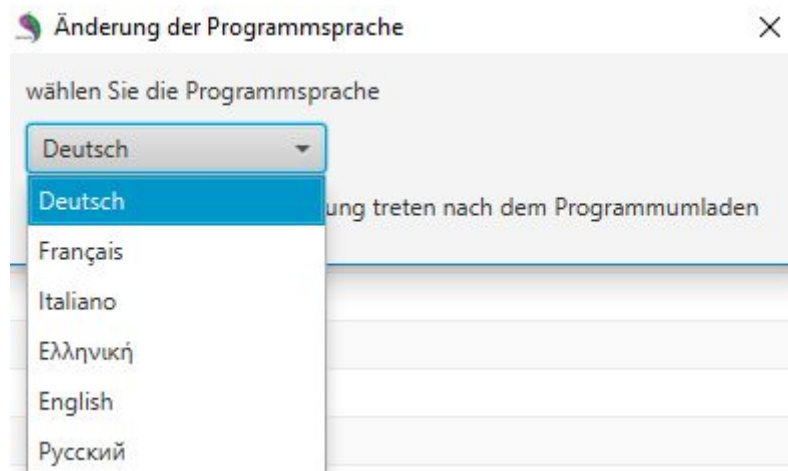 Änderung der Programmsprache
wählen Sie die Programmsprache
Deutsch
Deutsch
ung treten nach dem Programmumladen
Français
Italiano
Ελληνική
English
Русский